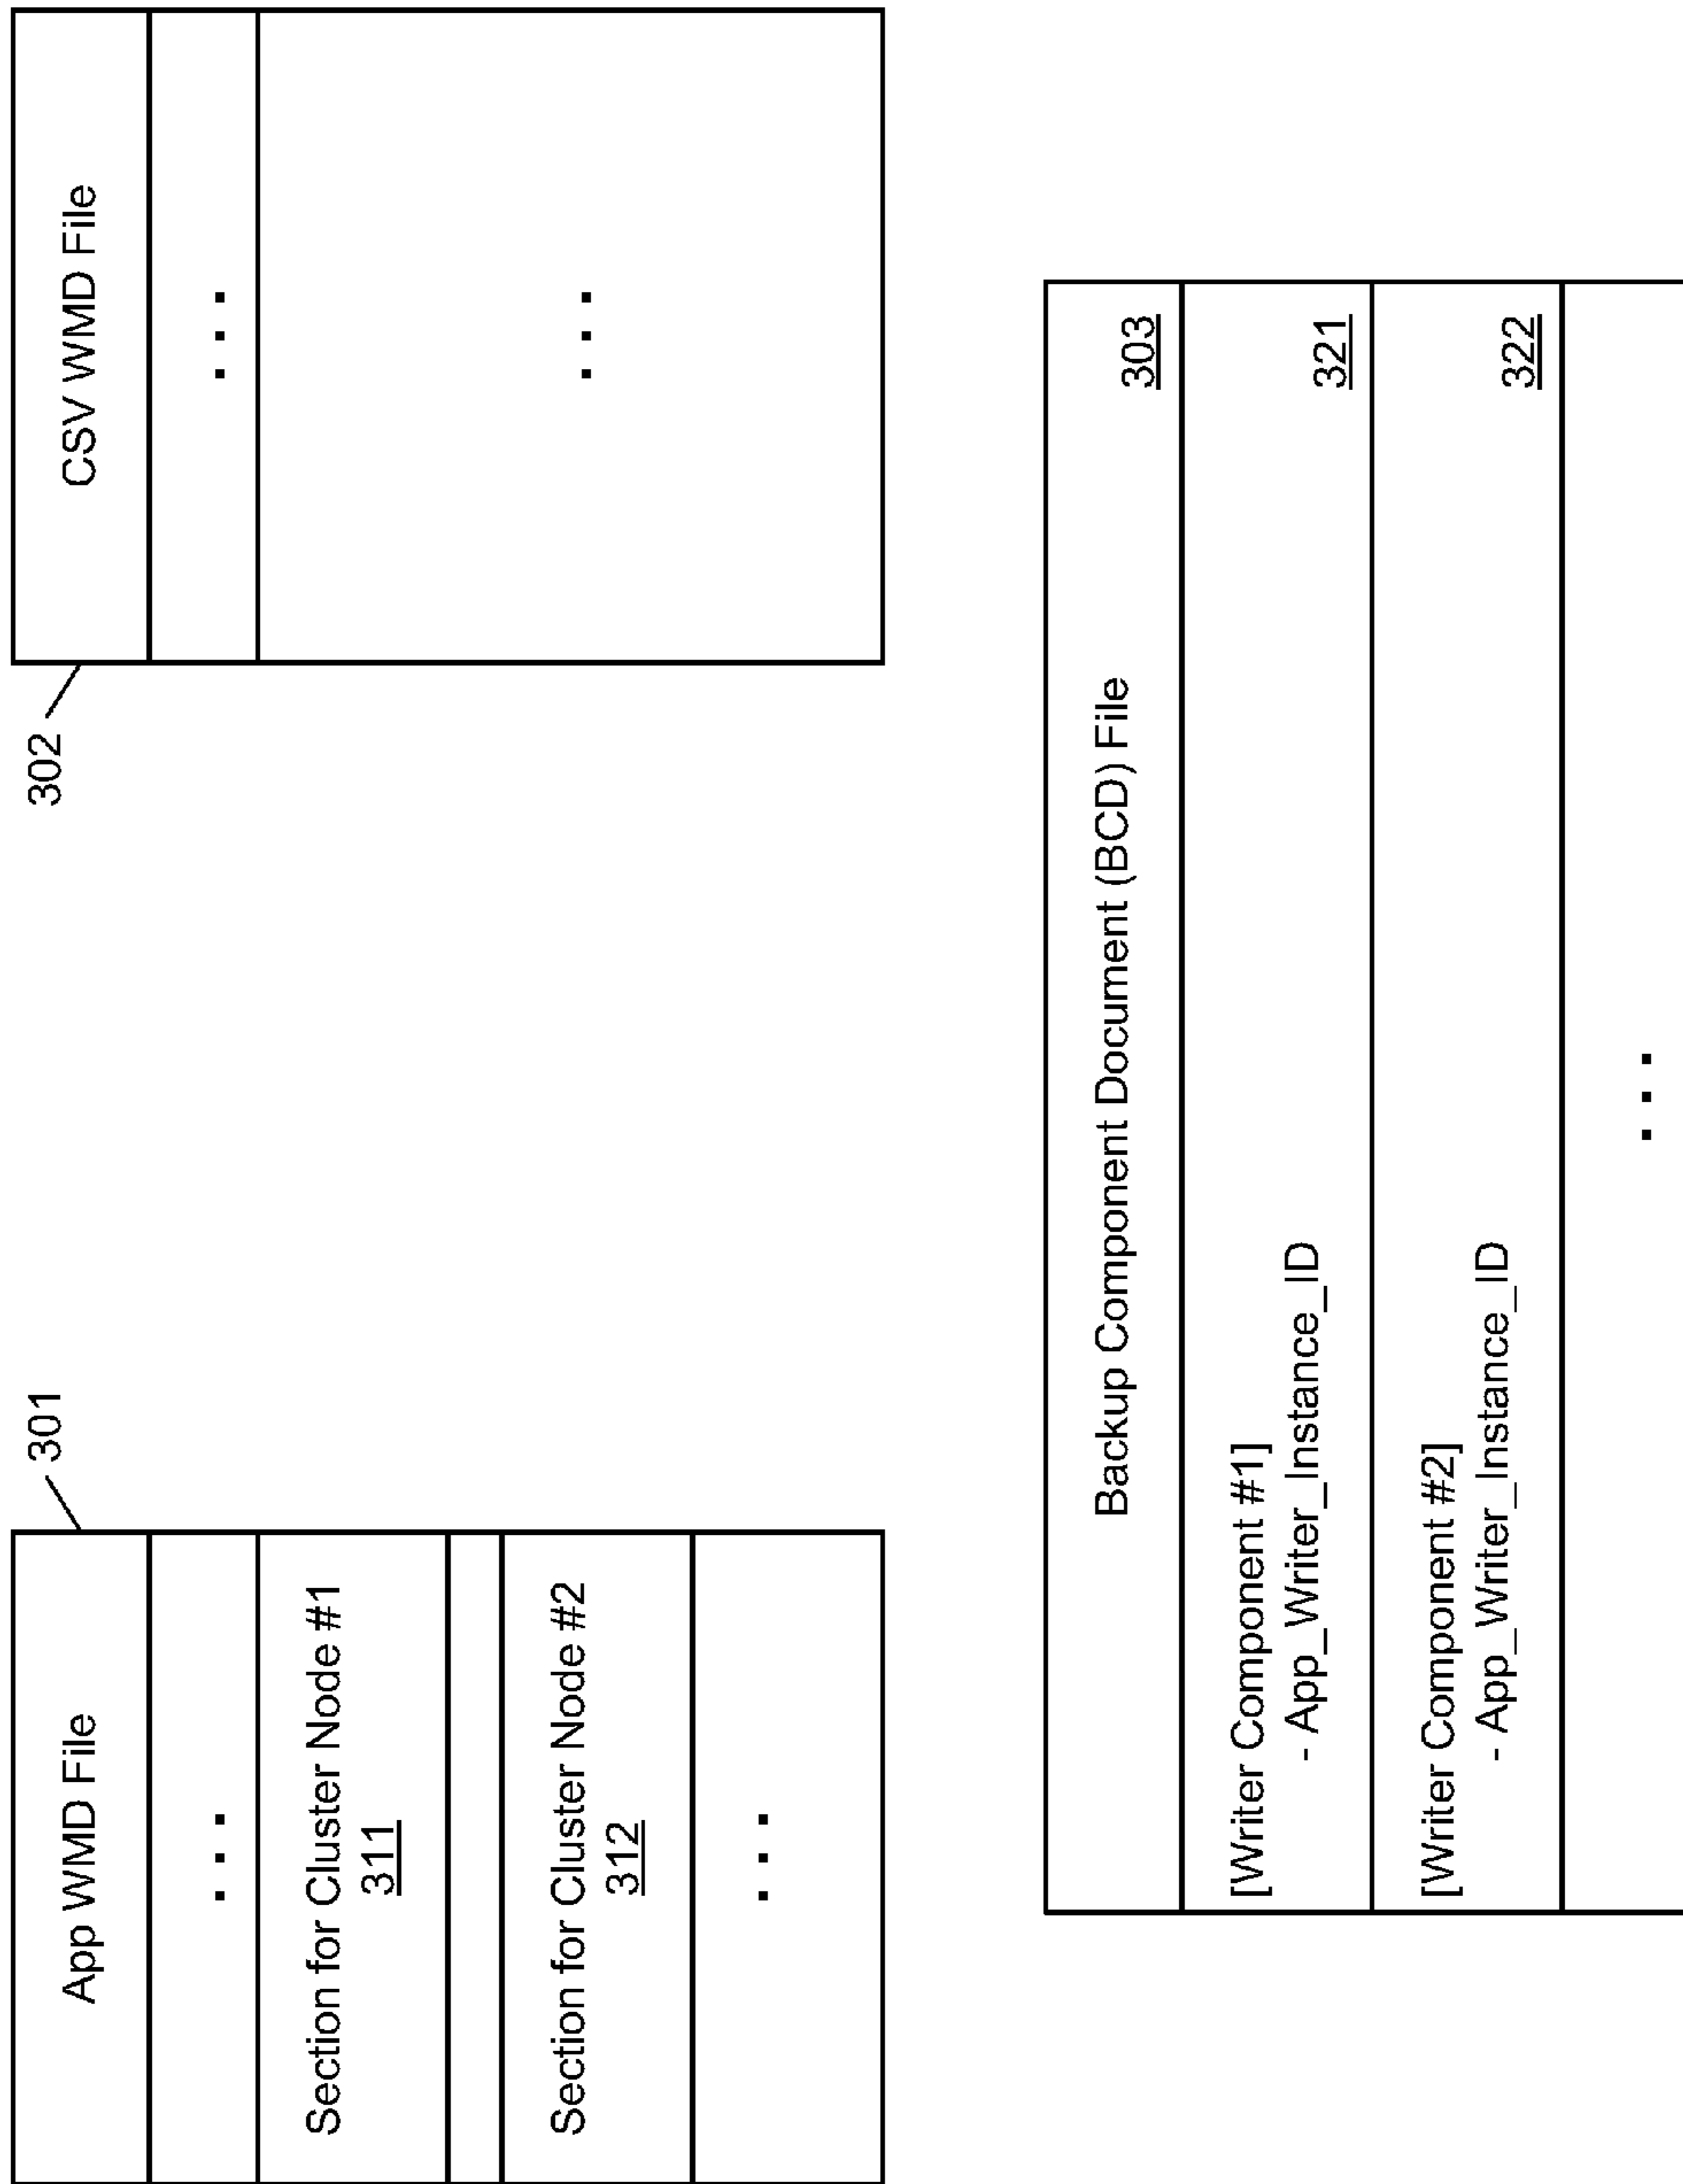 301
App WMD File
. . .
Section for Cluster Node #1
311
Section for Cluster Node #2
312
. . .
302
CSV WMD File
. . .
. . .
Backup Component Document (BCD) File
303
[Writer Component #1]
- App_Writer_Instance_ID
321
[Writer Component #2]
- App_Writer_Instance_ID
322
. . .